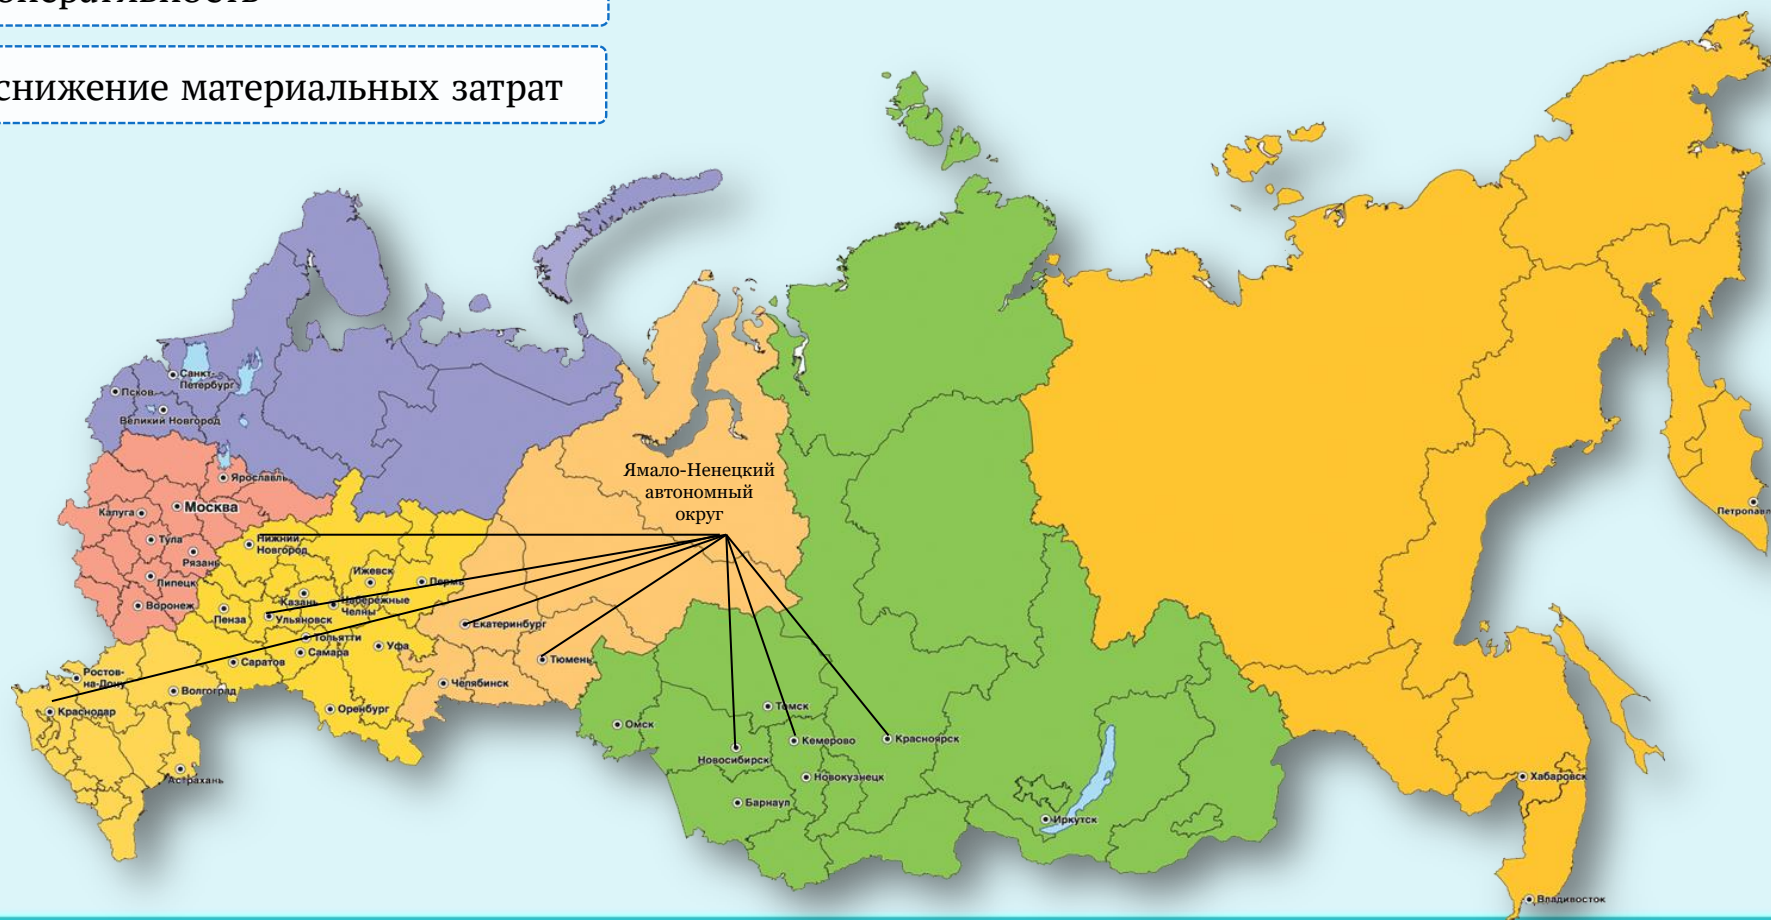 оперативность
снижение материальных затрат
Санкт-
Петербург
Псков
Великий Новгород
Ямало-Ненецкий
автономный
округ
Ярославль
Москва
Калуга
Тула
Рязань
Нижний
Новгород
Липецк
Ижевск
Пермь
Воронеж
Казань
Набережные
Челны
Пенза
Ульяновск
Екатеринбург
Тольятти
Самара
Уфа
Тюмень
Саратов
Ростов-
на-Дону
Челябинск
Волгоград
Краснодар
Оренбург
Омск
Томск
Кемерово
Красноярск
Новосибирск
Астрахань
Новокузнецк
Барнаул
Иркутск
Петропавл
Хабаровск
Владивосток